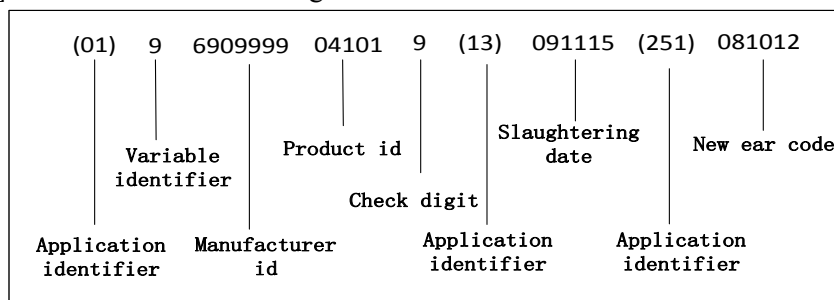 (01) 9 6909999 04101 9 (13) 091115 (251) 081012
Variable
identifier
Product id
Slaughtering
date
New ear code
Check digit
Application
identifier
Manufacturer
id
Application
identifier
Application
identifier